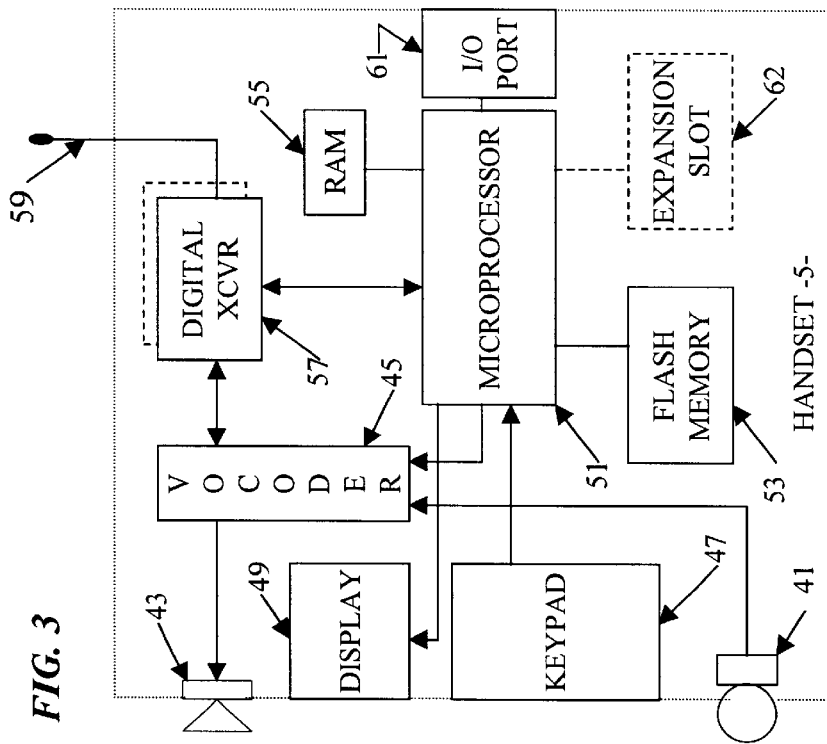 FIG. 3
43
59
DIGITAL
XCVR
57
VOCODER
45
55
RAM
61
I/O
PORT
49
DISPLAY
MICROPROCESSOR
51
KEYPAD
47
FLASH
MEMORY
53
EXPANSION
SLOT
62
41
HANDSET -5-